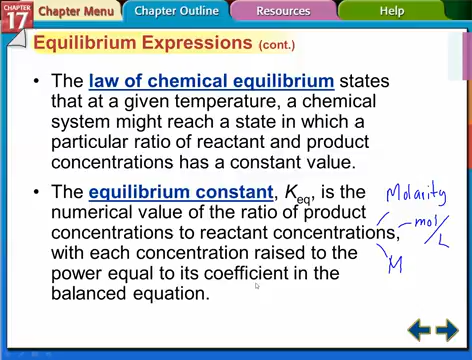 CHAPTER
17
Chapter Menu
Chapter Outline
Resources
Help
Equilibrium Expressions (cont.)
• The law of chemical equilibrium states
that at a given temperature, a chemical
system might reach a state in which a
particular ratio of reactant and product
concentrations has a constant value.
• The equilibrium constant, Keq, is the
numerical value of the ratio of product
concentrations to reactant concentrations,
with each concentration raised to the
power equal to its coefficient in the
balanced equation.
Molarity
mol/L
M